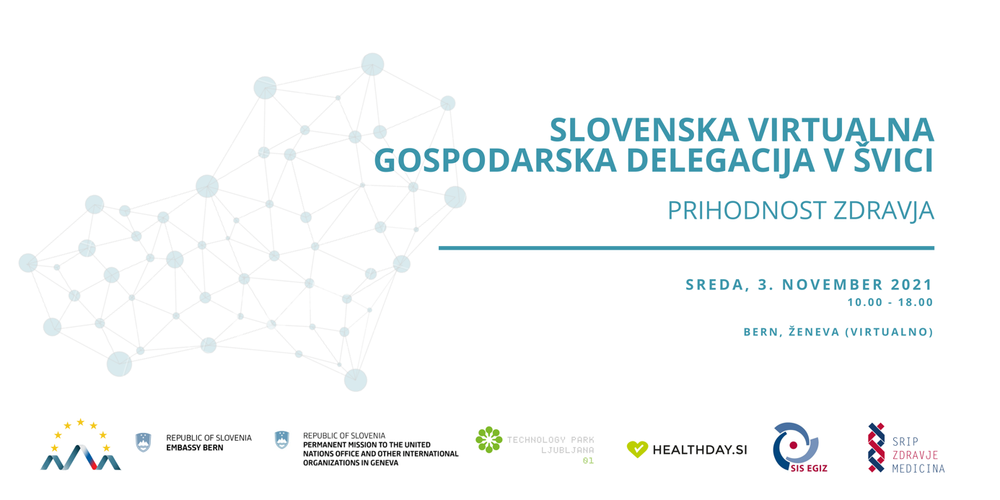 SLOVENSKA VIRTUALNA
GOSPODARSKA DELEGACIJA V ŠVICI
PRIHODNOST ZDRAVJA
SREDA, 3. NOVEMBER 2021
10.00 - 18.00
BERN, ŽENEVA (VIRTUALNO)
REPUBLIC OF SLOVENIA
EMBASSY BERN
REPUBLIC OF SLOVENIA
PERMANENT MISSION TO THE UNITED
NATIONS OFFICE AND OTHER INTERNATIONAL
ORGANIZATIONS IN GENEVA
TECHNOLOGY PARK
LJUBLJANA
01
HEALTHDAY.SI
SIS EGIZ
SRIP
ZDRAVJE
MEDICINA